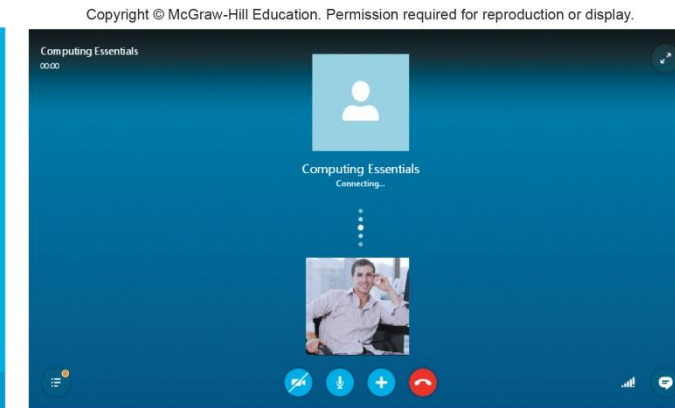 Copyright © McGraw-Hill Education. Permission required for reproduction or display.
Computing Essentials
00:00
Computing Essentials
Connecting...